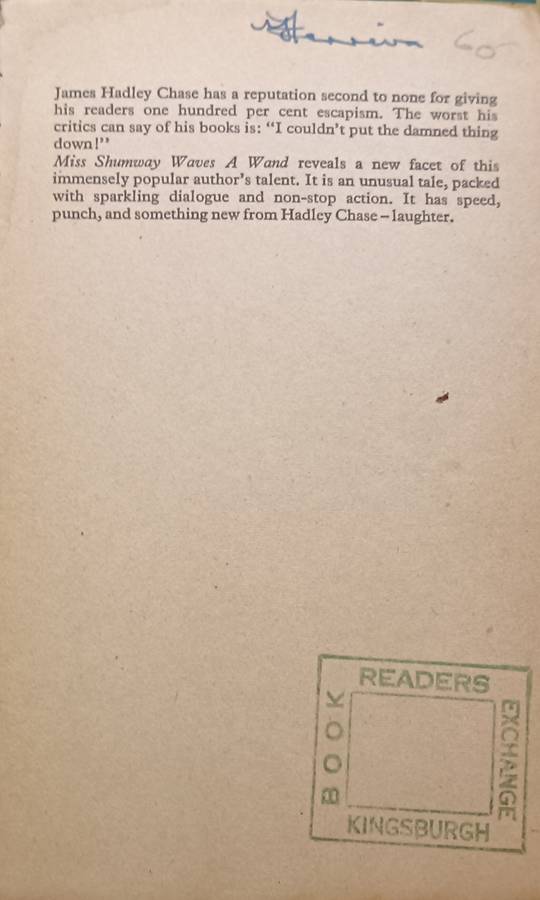 65
James Hadley Chase has a reputation second to none for giving
his readers one hundred per cent escapism. The worst his
critics can say of his books is: “I couldn’t put the damned thing
down!”
Miss Shumway Waves A Wand reveals a new facet of this
immensely popular author’s talent. It is an unusual tale, packed
with sparkling dialogue and non-stop action. It has speed,
punch, and something new from Hadley Chase – laughter.
READERS
BOOK
EXCHANGE
KINGSBURGH